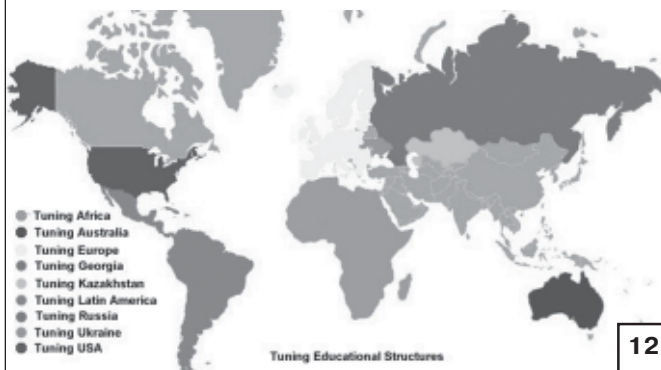 Tuning Africa
Tuning Australia
Tuning Europe
Tuning Georgia
Tuning Kazakhstan
Tuning Latin America
Tuning Russia
Tuning Ukraine
Tuning USA
Tuning Educational Structures
12